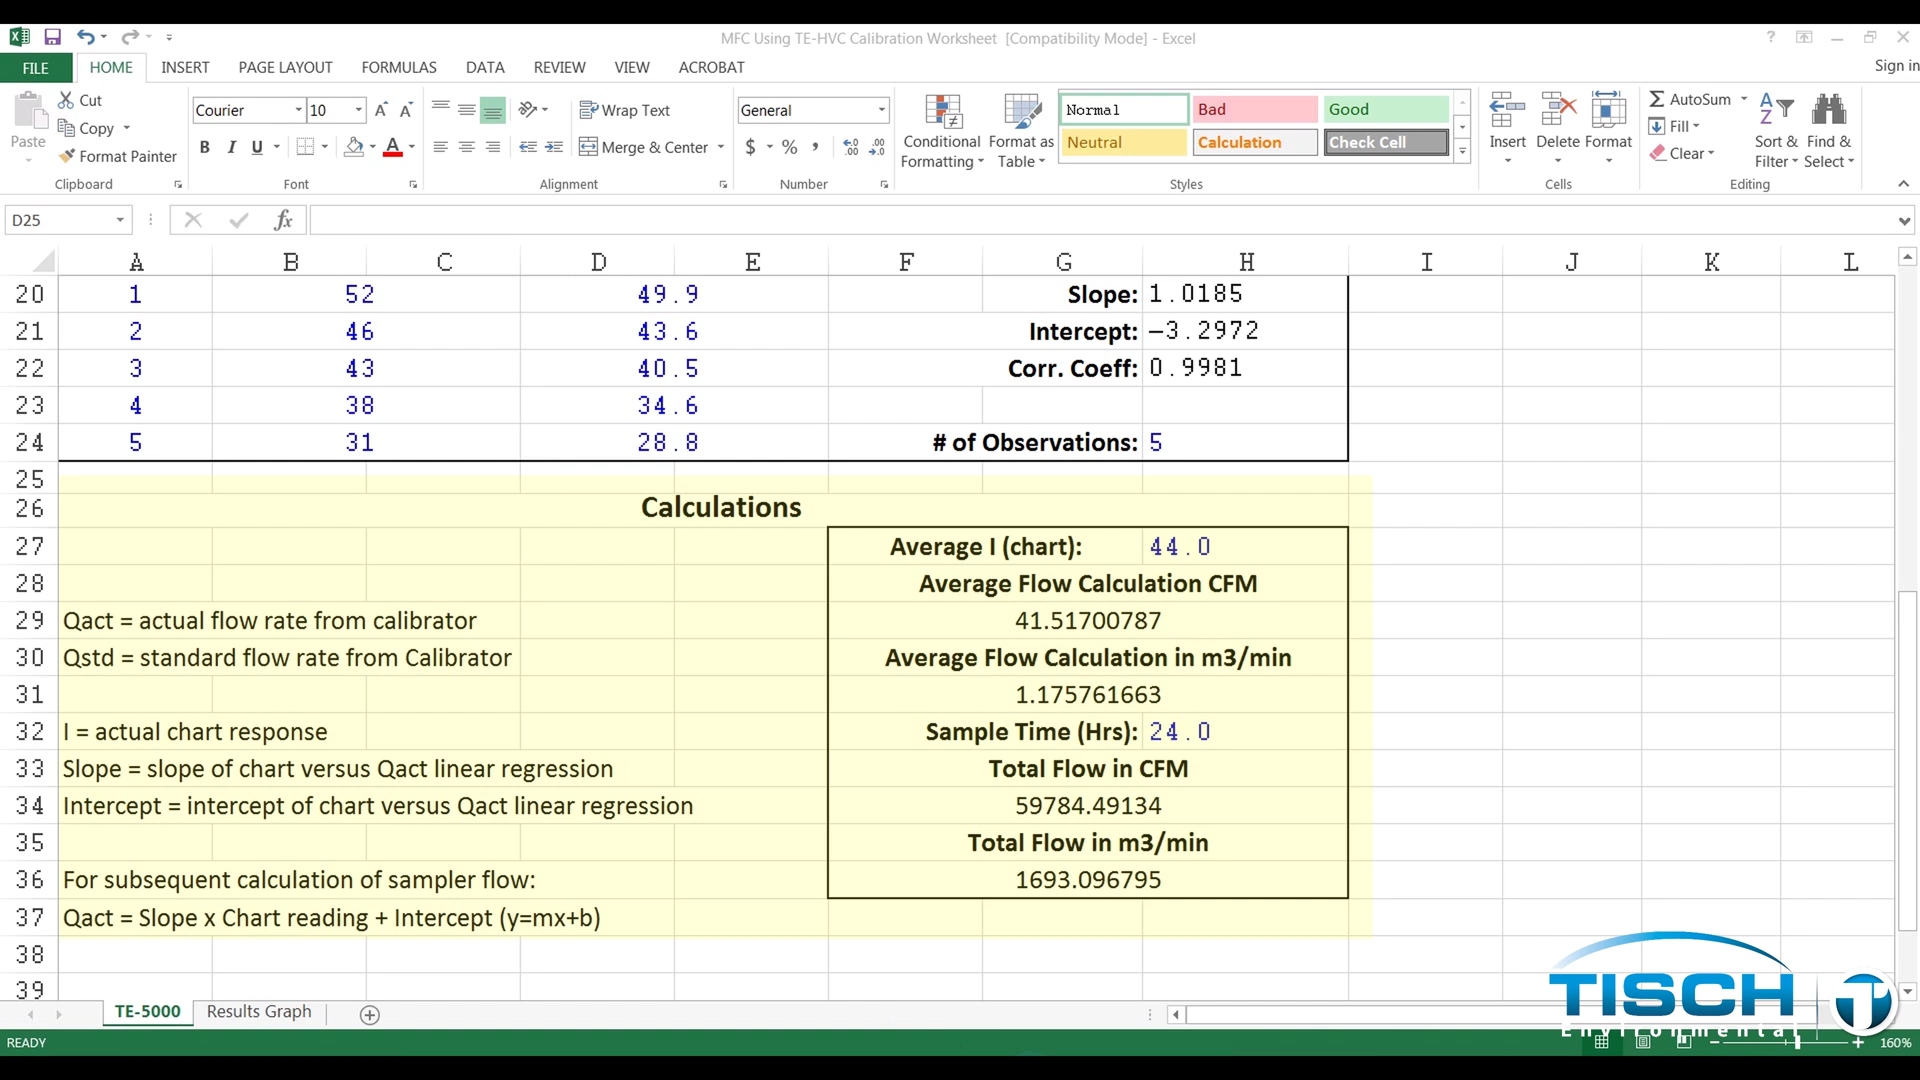 MFC Using TE-HVC Calibration Worksheet [Compatibility Mode] - Excel
?
FILE HOME INSERT PAGE LAYOUT FORMULAS DATA REVIEW VIEW ACROBAT Sign in
Paste
Cut
Copy
Format Painter
Clipboard
Courier 10
B I U
Font
Wrap Text
Merge & Center
Alignment
General
$ % ,
Number
Conditional Formatting
Format as Table
Normal Bad Good
Neutral Calculation Check Cell
Styles
Insert Delete Format
Cells
AutoSum
Fill
Clear
Sort & Filter
Find & Select
Editing
D25 fx
A B C D E F G H I J K L
20 1 52 49.9 Slope: 1.0185
21 2 46 43.6 Intercept: -3.2972
22 3 43 40.5 Corr. Coeff: 0.9981
23 4 38 34.6
24 5 31 28.8 # of Observations: 5
25
26 Calculations
27 Average I (chart): 44.0
28 Average Flow Calculation CFM
29 Qact = actual flow rate from calibrator 41.51700787
30 Qstd = standard flow rate from Calibrator Average Flow Calculation in m3/min
31 1.175761663
32 I = actual chart response Sample Time (Hrs): 24.0
33 Slope = slope of chart versus Qact linear regression Total Flow in CFM
34 Intercept = intercept of chart versus Qact linear regression 59784.49134
35 Total Flow in m3/min
36 For subsequent calculation of sampler flow: 1693.096795
37 Qact = Slope x Chart reading + Intercept (y=mx+b)
38
39
TE-5000 Results Graph
TISCH
Environmental
READY 160%